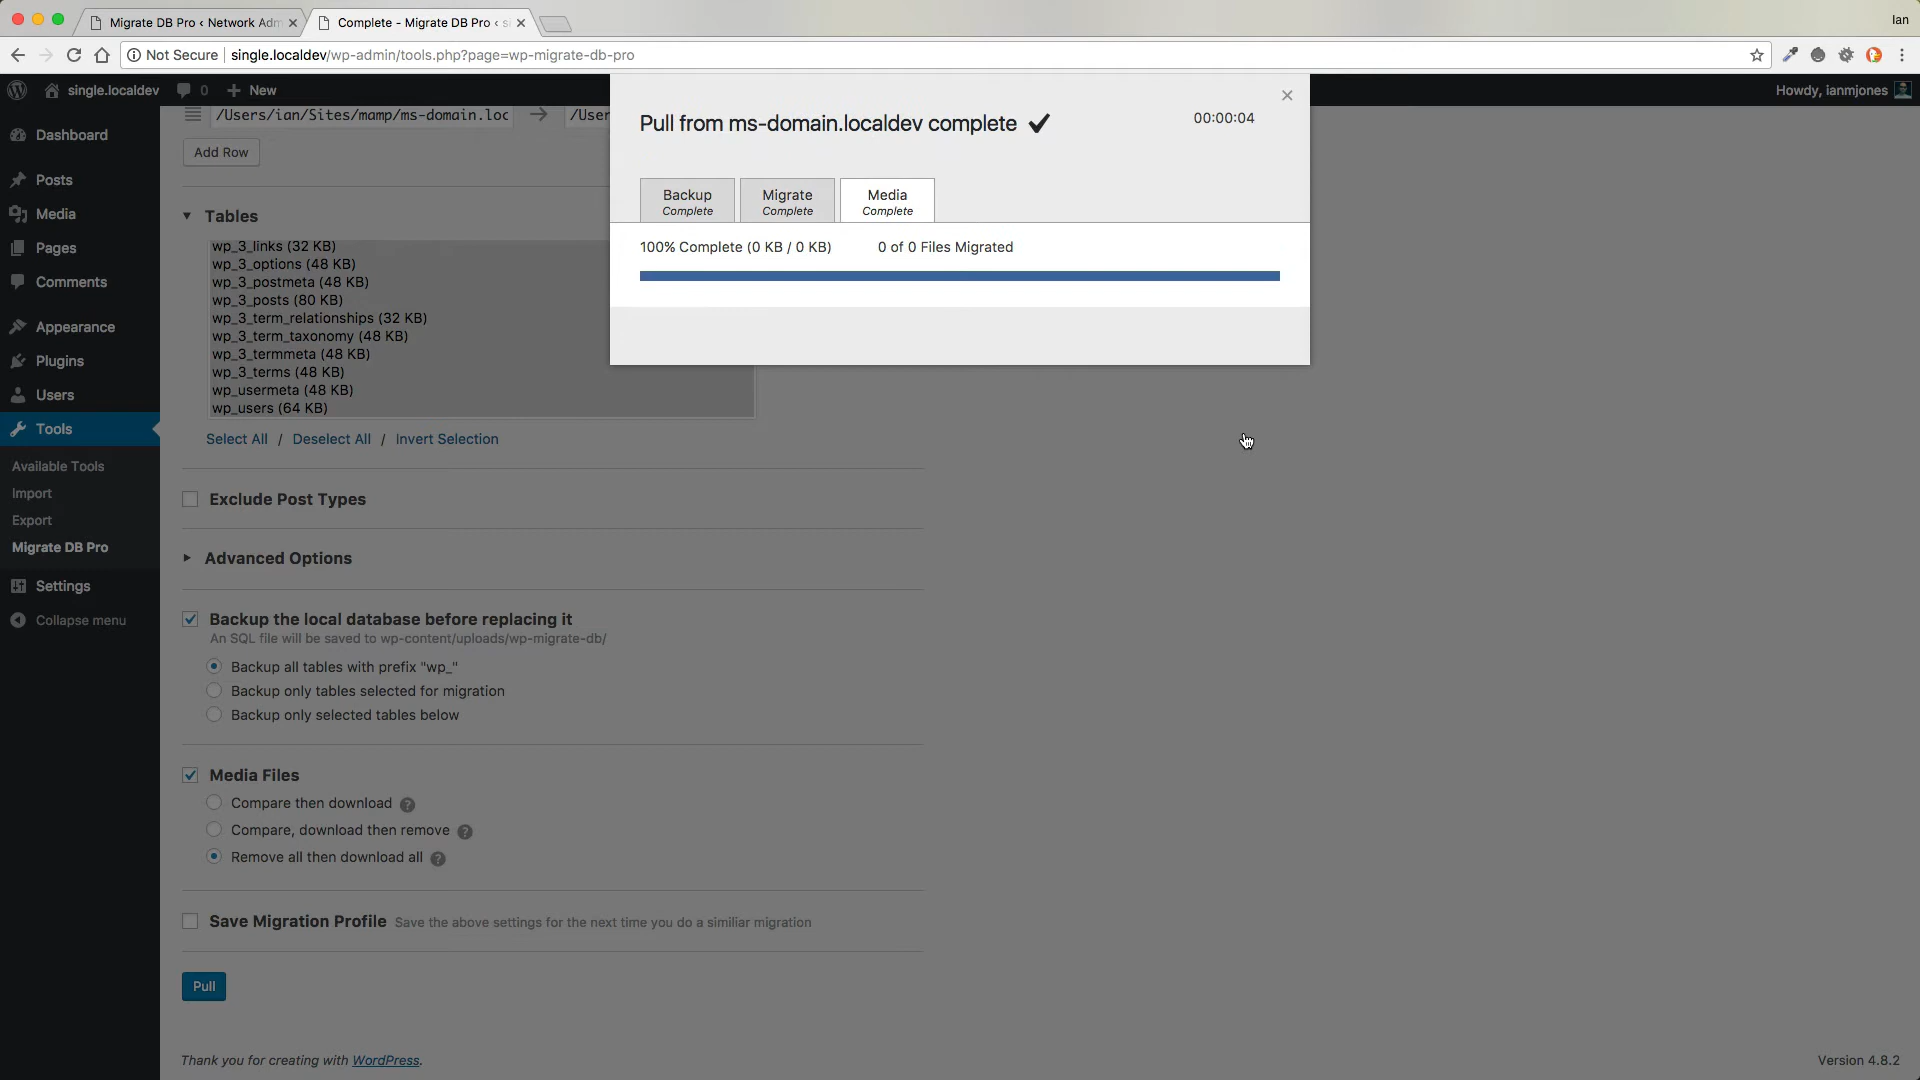 Migrate DB Pro ‹ Network Adm
Complete - Migrate DB Pro ‹ s
Ian
Not Secure
single.localdev/wp-admin/tools.php?page=wp-migrate-db-pro
single.localdev
0
New
Howdy, ianmjones
Dashboard
Posts
Media
Pages
Comments
Appearance
Plugins
Users
Tools
Available Tools
Import
Export
Migrate DB Pro
Settings
Collapse menu
/Users/ian/Sites/mamp/ms-domain.loc
/User
Add Row
Tables
wp_3_links (32 KB)
wp_3_options (48 KB)
wp_3_postmeta (48 KB)
wp_3_posts (80 KB)
wp_3_term_relationships (32 KB)
wp_3_term_taxonomy (48 KB)
wp_3_termmeta (48 KB)
wp_3_terms (48 KB)
wp_usermeta (48 KB)
wp_users (64 KB)
Select All / Deselect All / Invert Selection
Exclude Post Types
Advanced Options
Backup the local database before replacing it
An SQL file will be saved to wp-content/uploads/wp-migrate-db/
Backup all tables with prefix "wp_"
Backup only tables selected for migration
Backup only selected tables below
Media Files
Compare then download ?
Compare, download then remove ?
Remove all then download all ?
Save Migration Profile Save the above settings for the next time you do a similiar migration
Pull
Thank you for creating with WordPress.
Version 4.8.2
Pull from ms-domain.localdev complete
00:00:04
Backup
Complete
Migrate
Complete
Media
Complete
100% Complete (0 KB / 0 KB)
0 of 0 Files Migrated